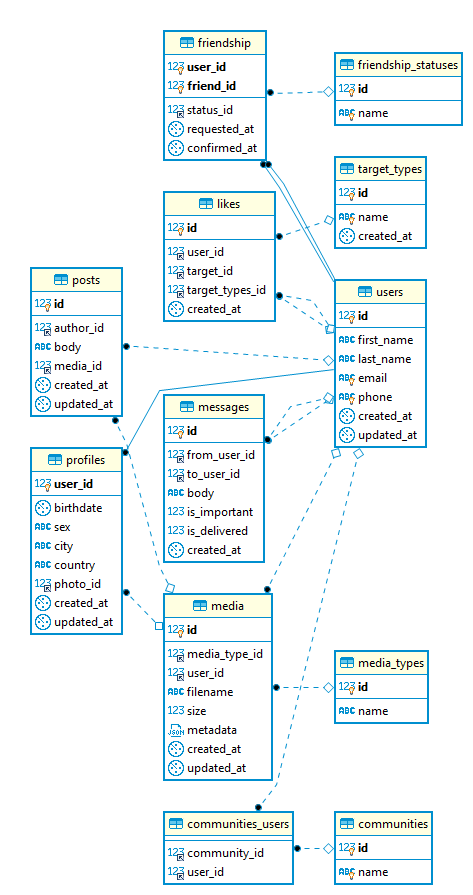 friendship
123 user_id
123 friend_id
123 status_id
requested_at
confirmed_at
friendship_statuses
123 id
ABC name
target_types
123 id
ABC name
created_at
likes
123 id
123 user_id
123 target_id
123 target_types_id
created_at
posts
123 id
123 author_id
ABC body
123 media_id
created_at
updated_at
users
123 id
ABC first_name
ABC last_name
ABC email
ABC phone
created_at
updated_at
messages
123 id
123 from_user_id
123 to_user_id
ABC body
123 is_important
123 is_delivered
created_at
profiles
123 user_id
birthdate
ABC sex
ABC city
ABC country
123 photo_id
created_at
updated_at
media
123 id
123 media_type_id
123 user_id
ABC filename
123 size
JSON metadata
created_at
updated_at
media_types
123 id
ABC name
communities_users
123 community_id
123 user_id
communities
123 id
ABC name